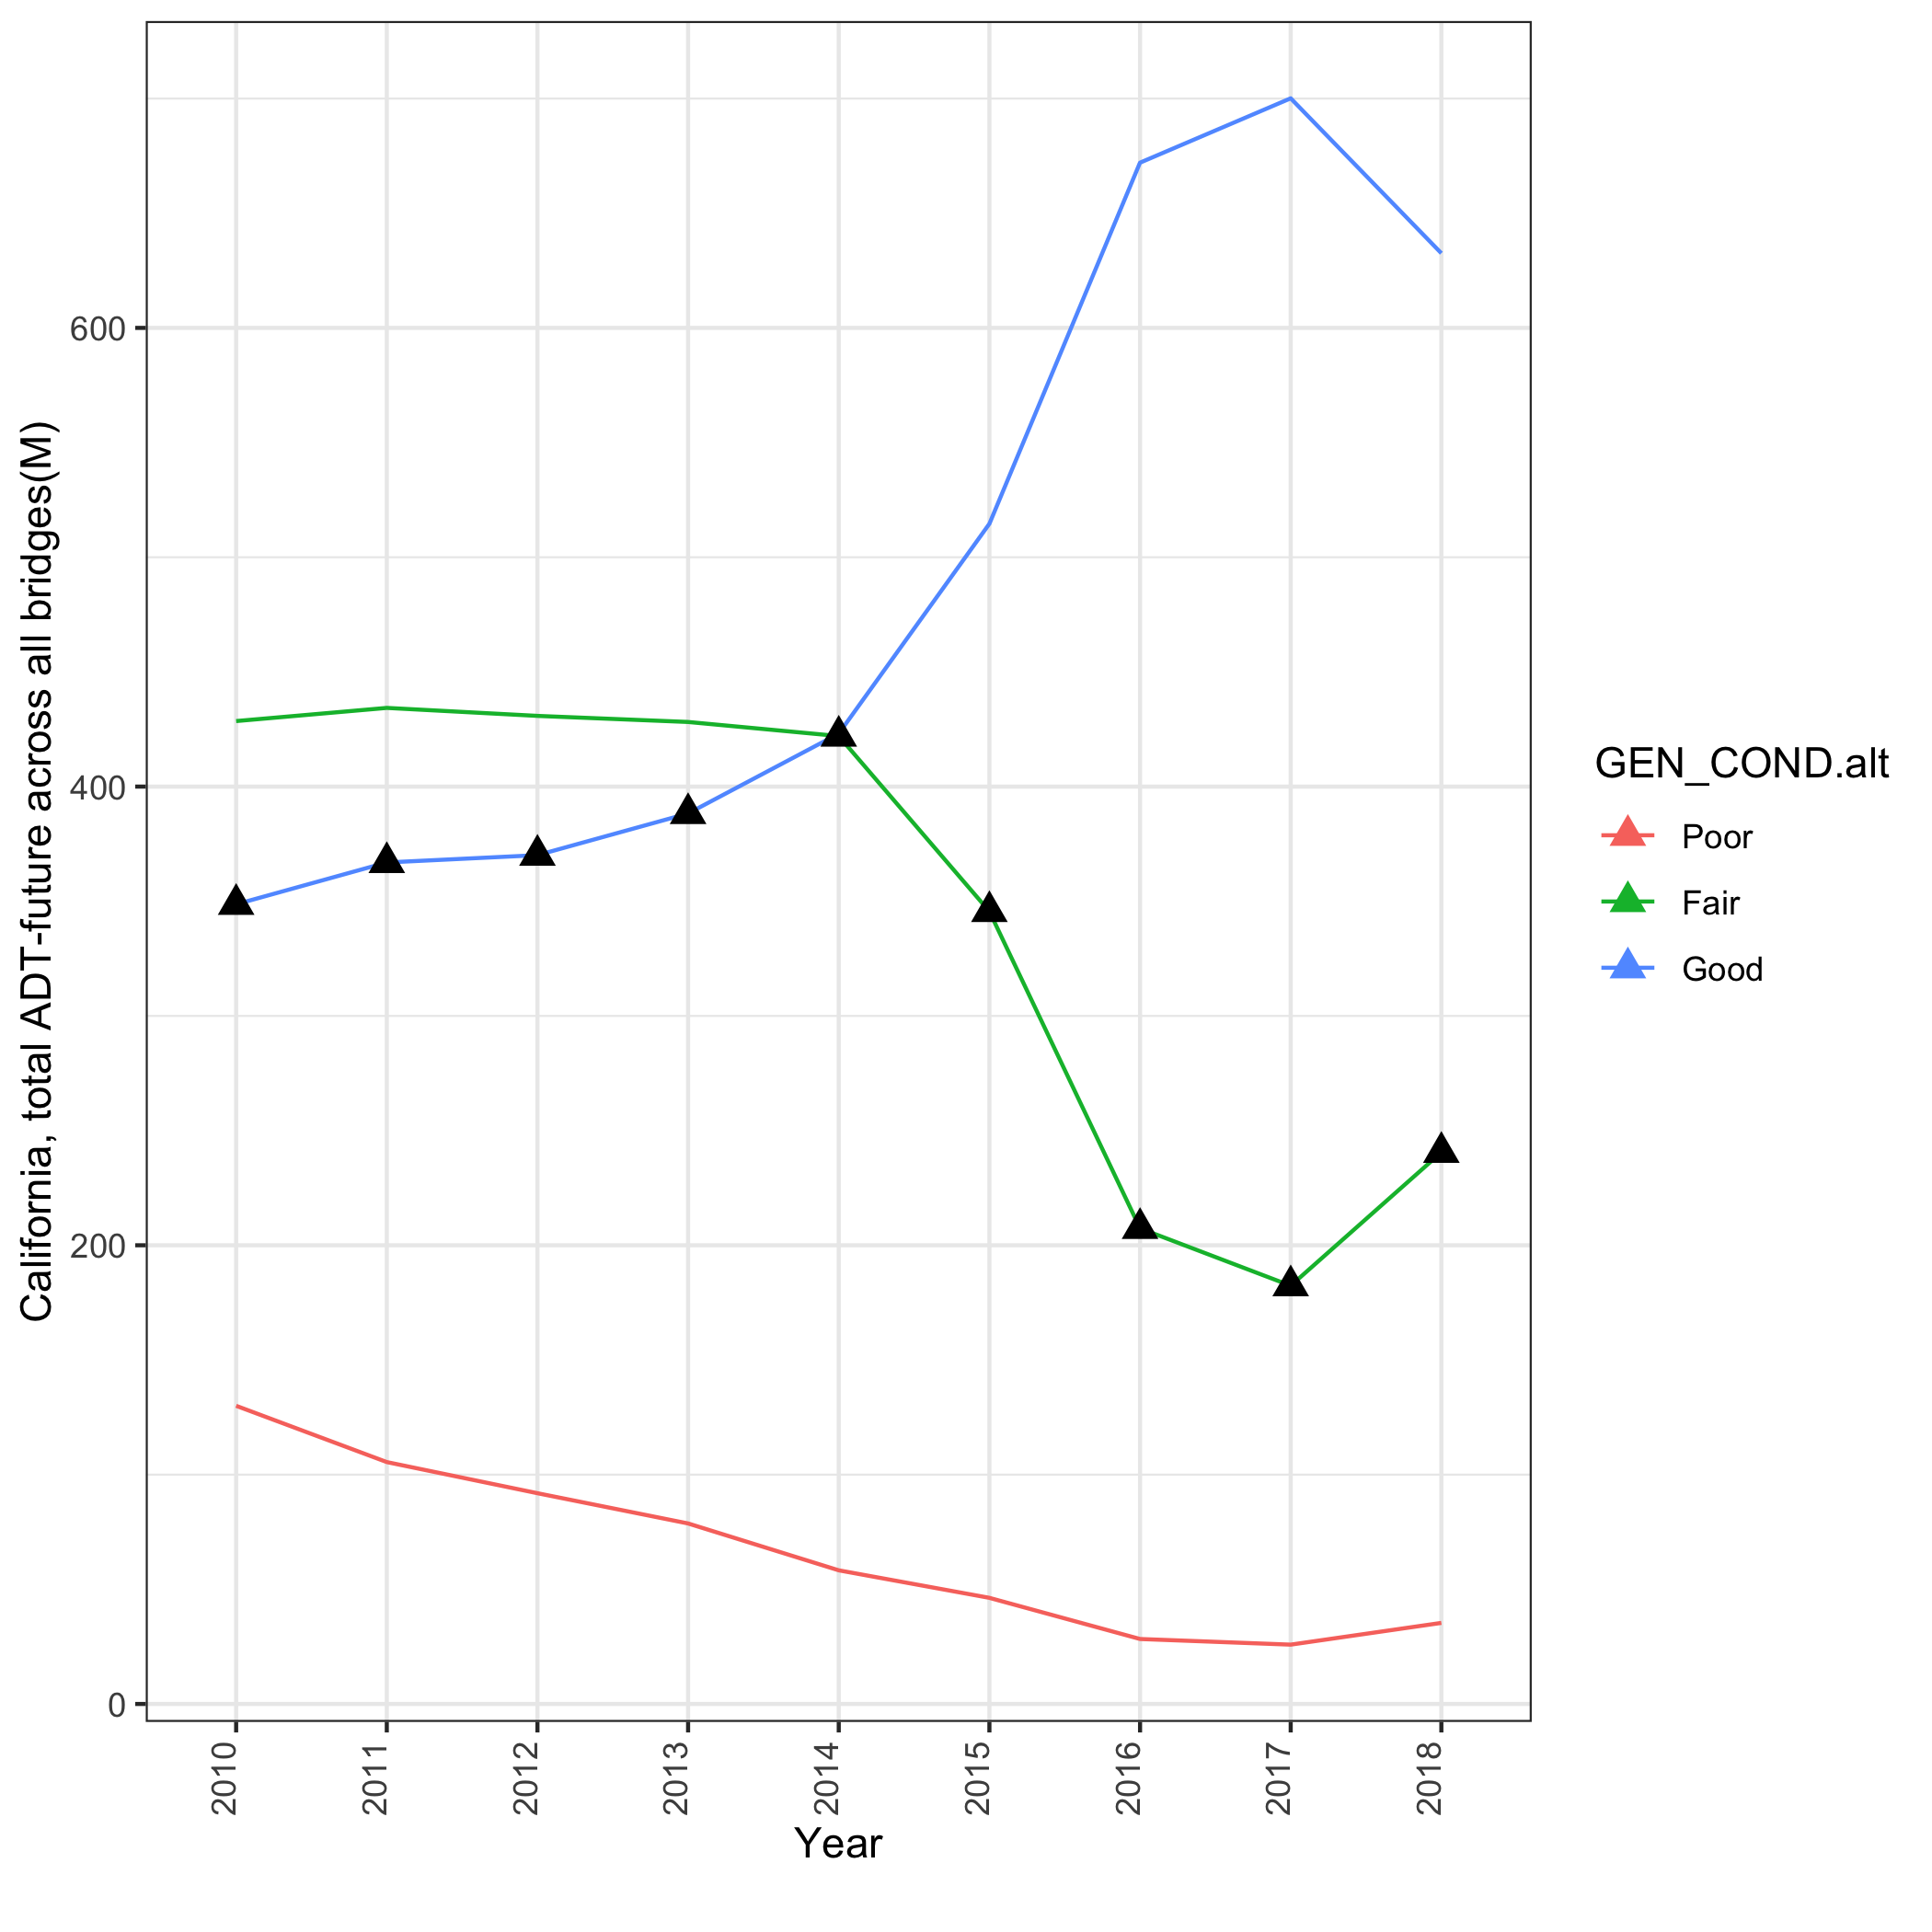 California, total ADT-future across all bridges(M)
600
400
200
0
2010
2011
2012
2013
2014
2015
2016
2017
2018
Year
GEN_COND.alt
Poor
Fair
Good